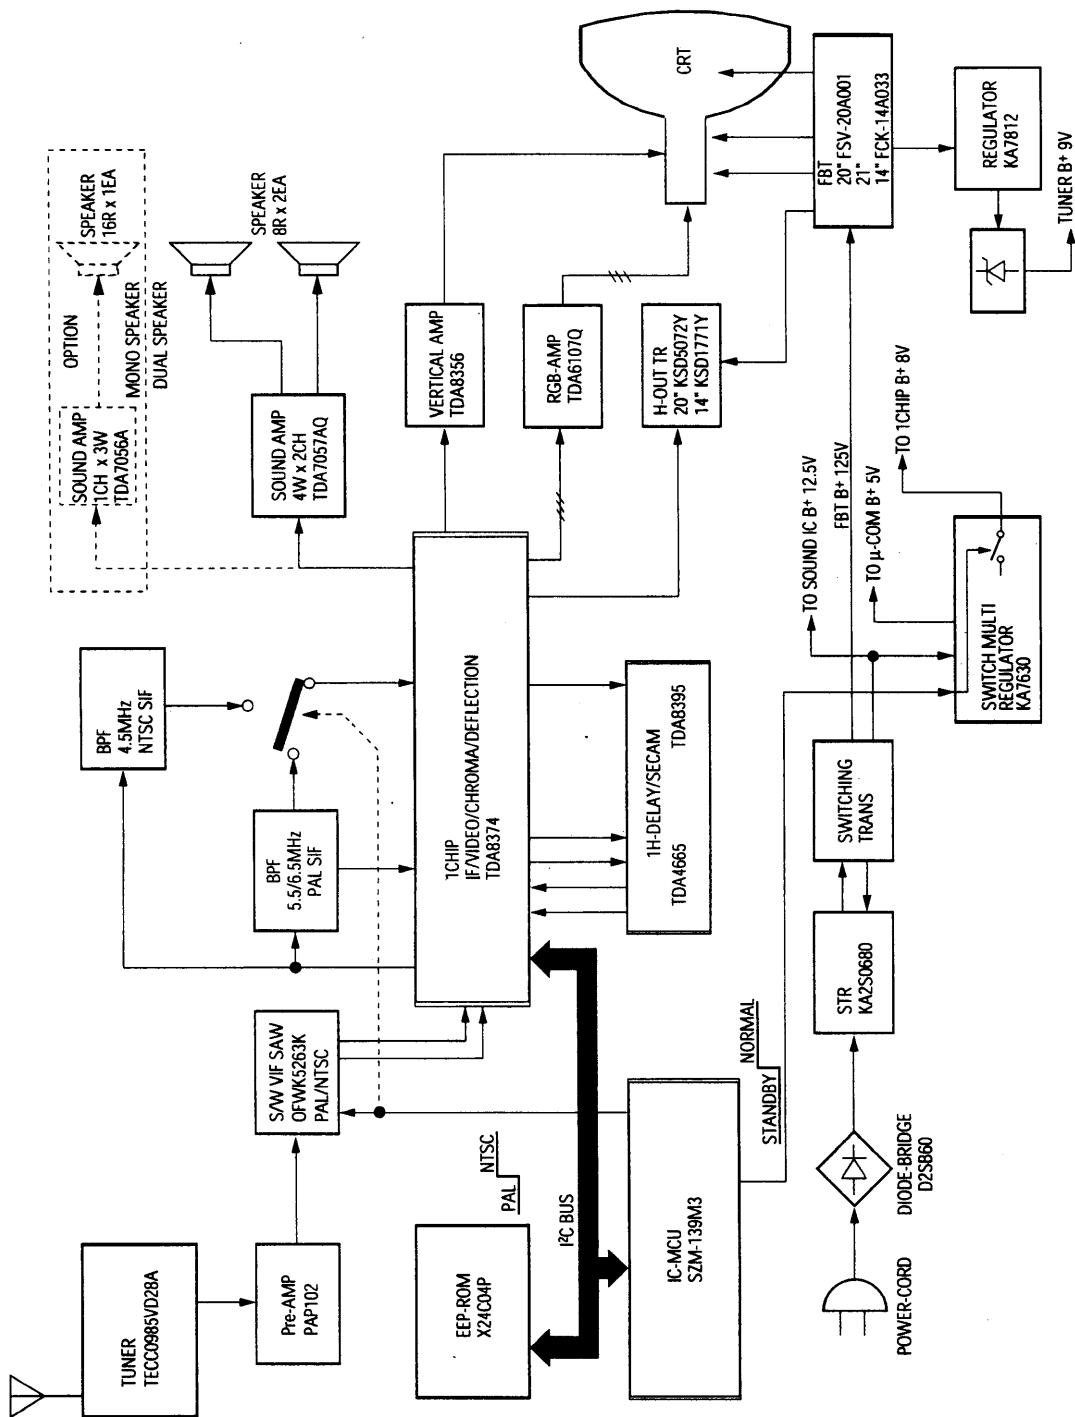 TUNER
TECC0985VD28A
Pre-AMP
PAP102
S/W VIF SAW
OFWK5263K
PAL/NTSC
BPF
4.5MHz
NTSC SIF
BPF
5.5/6.5MHz
PAL SIF
OPTION
SOUND AMP
1CH x 3W
TDA7056A
SPEAKER
16R x 1EA
MONO SPEAKER
DUAL SPEAKER
SOUND AMP
4W x 2CH
TDA7057AQ
SPEAKER
8R x 2EA
EEP-ROM
X24C04P
PAL
NTSC
I²C BUS
1CHIP
IF/VIDEO/CHROMA/DEFLECTION
TDA8374
VERTICAL AMP
TDA8356
RGB-AMP
TDA6107Q
H-OUT TR
20" KSD5072Y
14" KSD1771Y
CRT
IC-MCU
SZM-139M3
STANDBY
NORMAL
1H-DELAY/SECAM
TDA4665
TDA8395
FBT
20" FSV-20A001
21"
14" FCK-14A033
POWER-CORD
DIODE-BRIDGE
D2SB60
STR
KA2S0680
SWITCHING
TRANS
TO SOUND IC B+ 12.5V
FBT B+ 125V
TO µ-COM B+ 5V
TO 1CHIP B+ 8V
SWITCH MULTI
REGULATOR
KA7630
REGULATOR
KA7812
TUNER B+ 9V